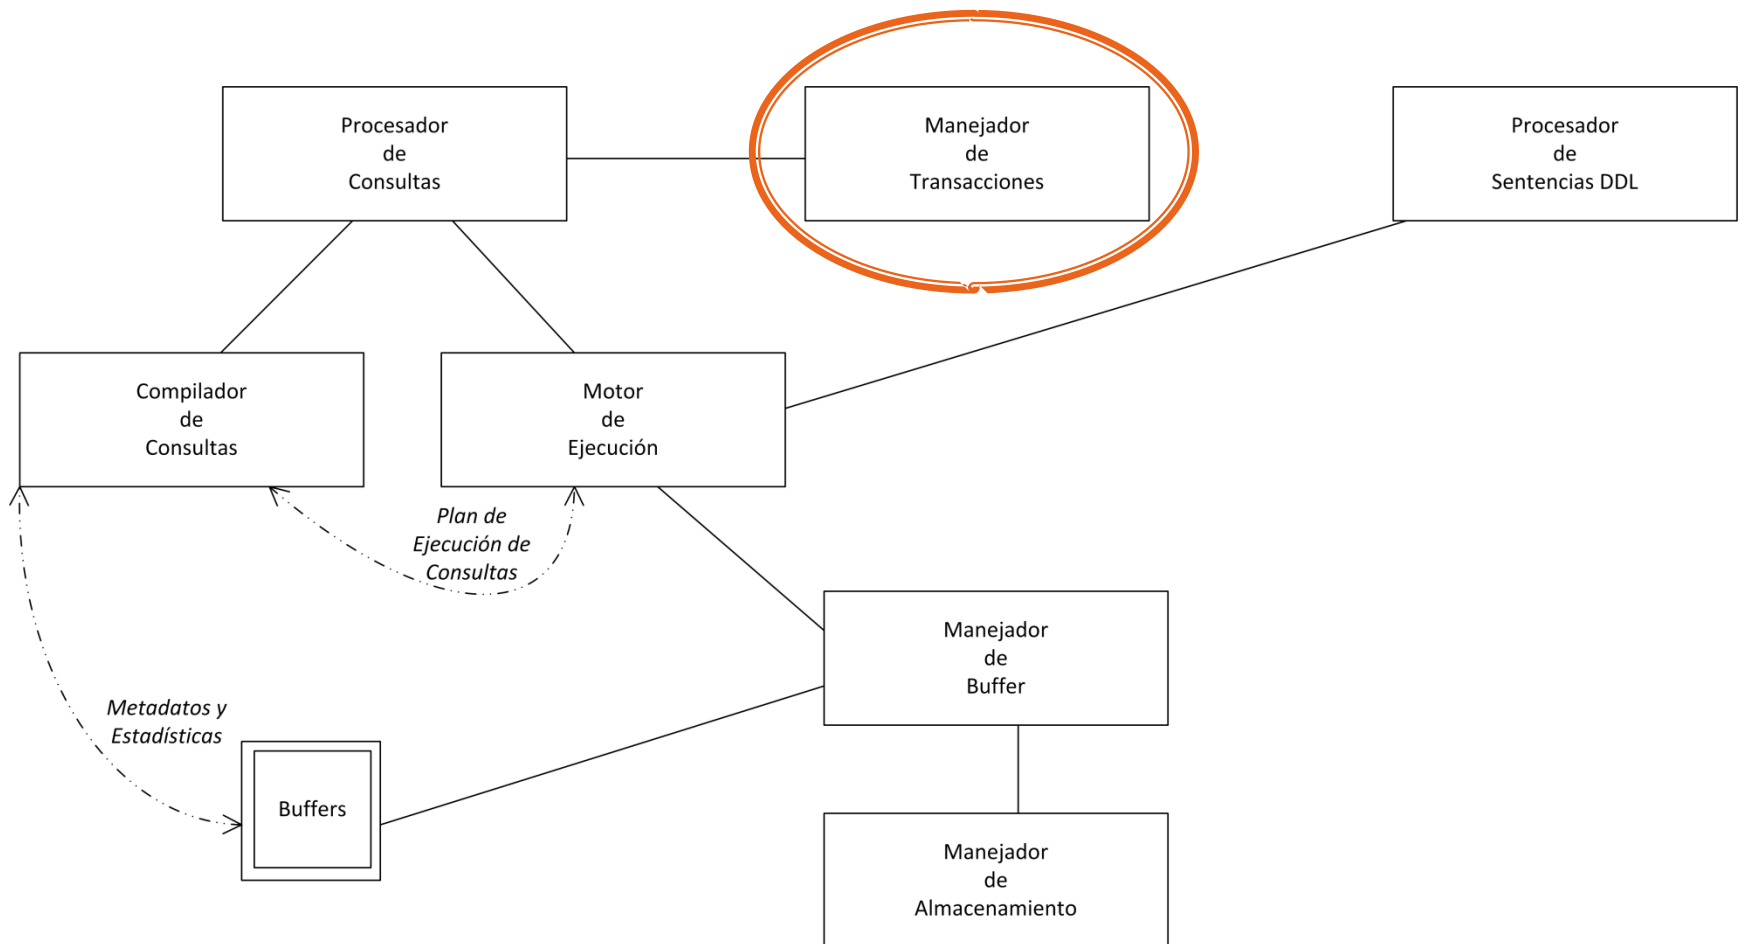 Procesador
de
Consultas
Manejador
de
Transacciones
Procesador
de
Sentencias DDL
Compilador
de
Consultas
Motor
de
Ejecución
Plan de
Ejecución de
Consultas
Manejador
de
Buffer
Metadatos y
Estadísticas
Buffers
Manejador
de
Almacenamiento